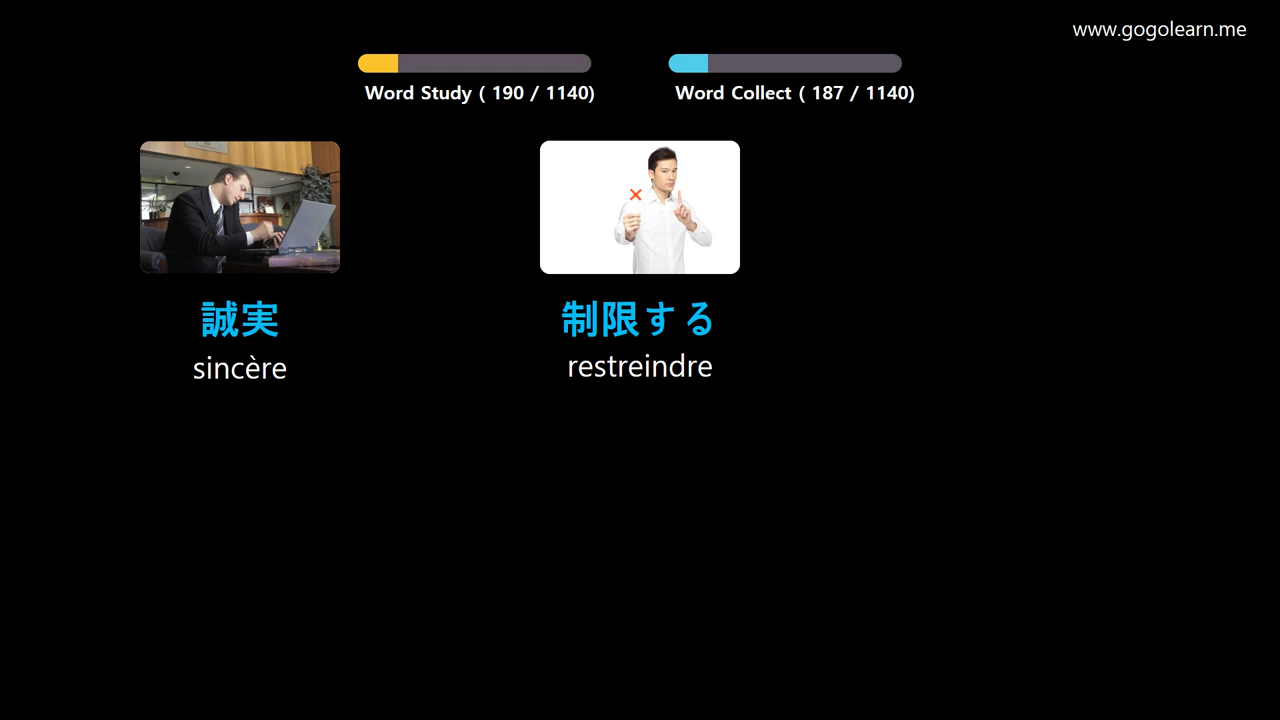 www.gogolearn.me
Word Study ( 190 / 1140)
Word Collect ( 187 / 1140)
誠実
sincère
制限する
restreindre